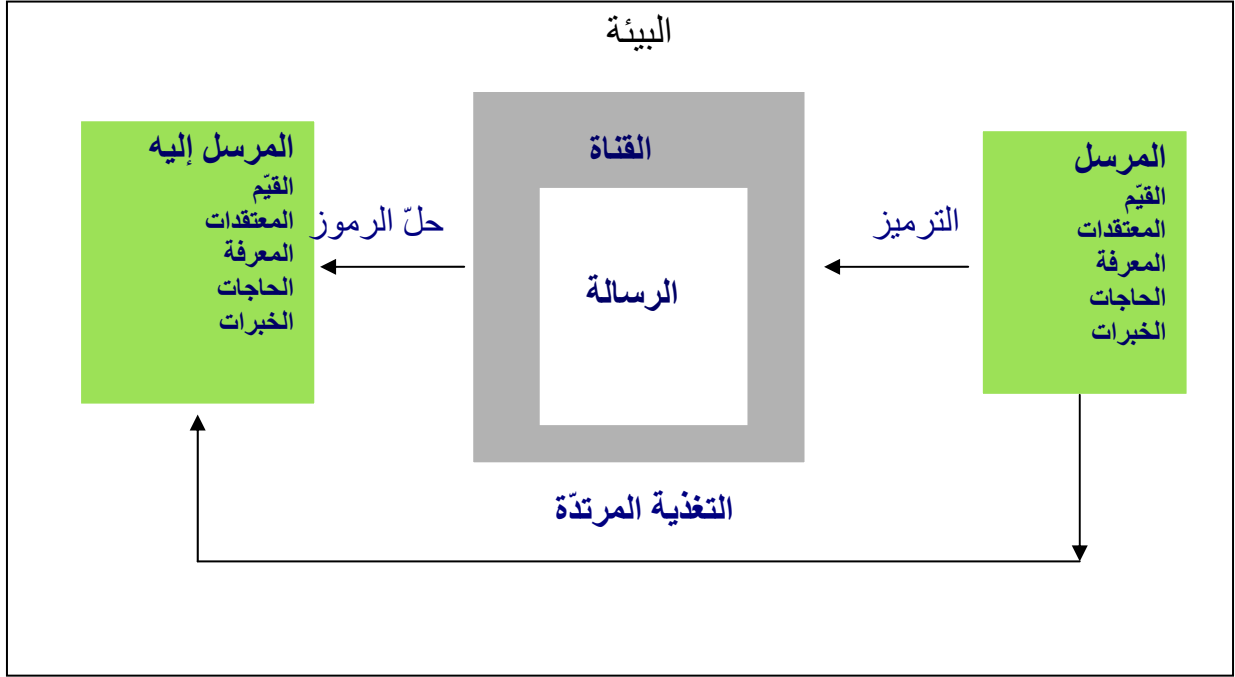 البيئة
المرسل
القيّم
المعتقدات
المعرفة
الحاجات
الخبرات
الترميز
القناة
الرسالة
حلّ الرموز
المرسل إليه
القيّم
المعتقدات
المعرفة
الحاجات
الخبرات
التغذية المرتدّة